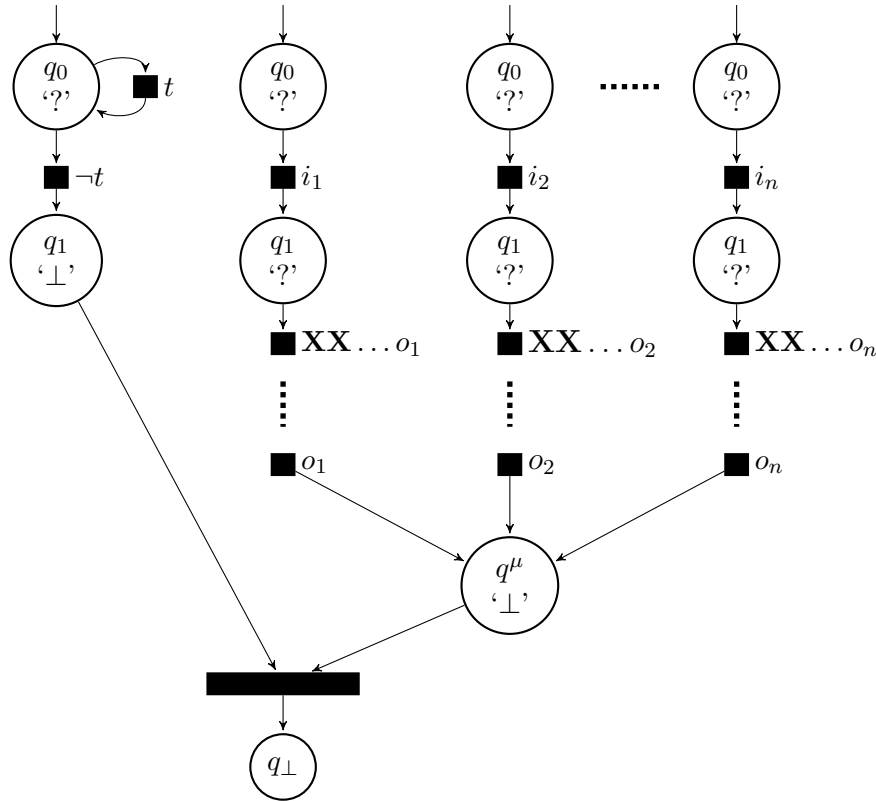 q₀ q₀ q₀ q₀
‘?’ ‘?’ ‘?’ ‘?’
t
¬t i₁ i₂ iₙ
q₁ q₁ q₁ q₁
‘⊥’ ‘?’ ‘?’ ‘?’
XX…o₁ XX…o₂ XX…oₙ
o₁ o₂ oₙ
q^μ
‘⊥’
q_⊥